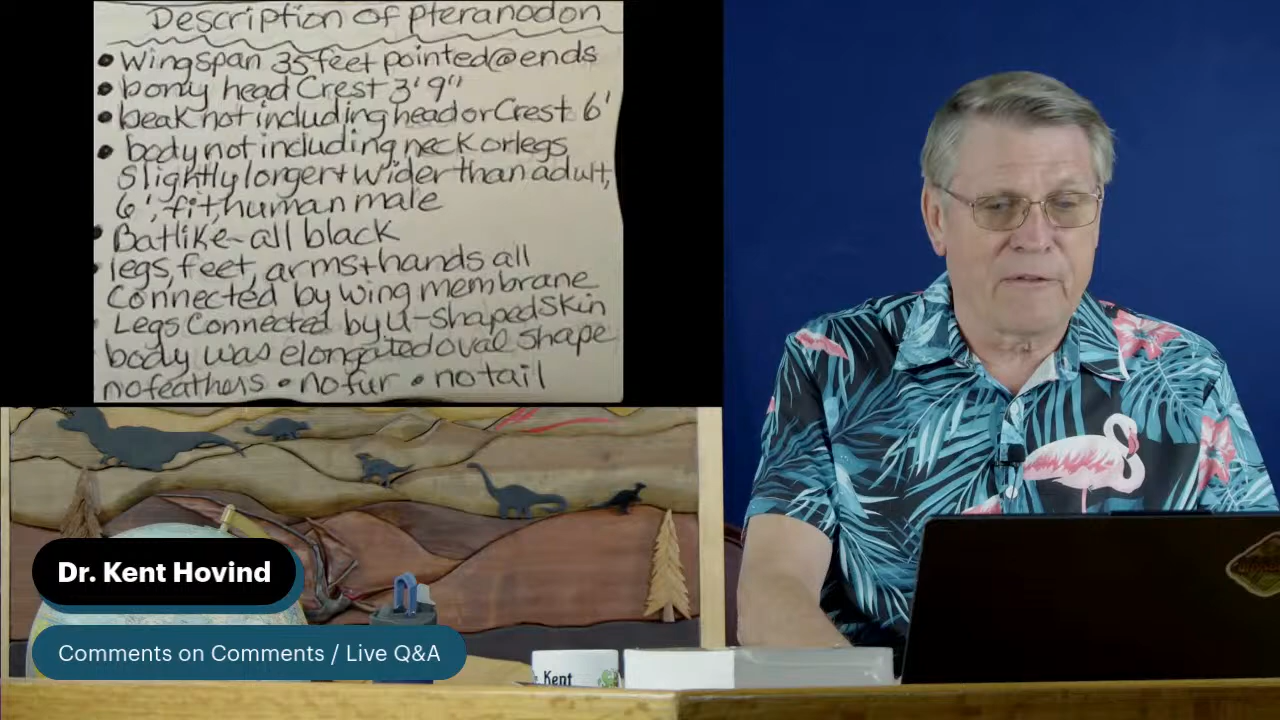 Description of pteranodon
• Wingspan 35 feet pointed@ends
• bony head Crest 3' 9"
• beak not including head or Crest 6'
• body not including neck or legs
slightly longer + wider than adult,
6', fit, human male
• Batlike - all black
• legs, feet, arms + hands all
connected by wing membrane
• Legs Connected by U-shaped Skin
body was elongated oval shape
no feathers • no fur • no tail
Dr. Kent Hovind
Comments on Comments / Live Q&A
Kent